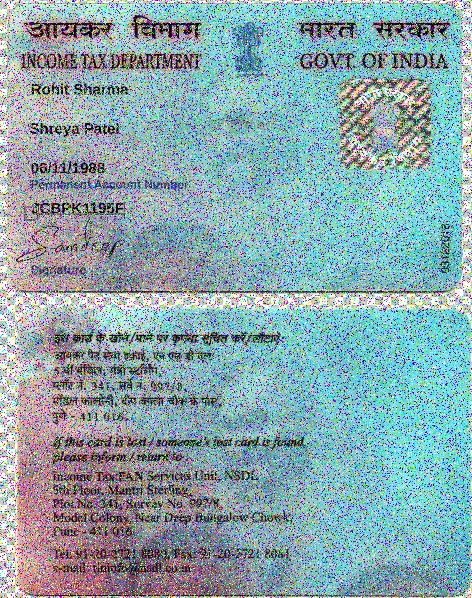 आयकर विभाग
भारत सरकार
INCOME TAX DEPARTMENT
GOVT. OF INDIA
Rohit Sharma
Shreya Patel
06/11/1988
Permanent Account Number
JCBPK1195F
Signature
इस कार्ड के खोने / पाने पर कृपया सूचित करें / लौटाएं :
आयकर पैन सेवा इकाई, एन एस डी एल
5 वीं मंजिल, मंत्री स्टर्लिंग,
प्लॉट नं. 341, सर्वे नं. 997/8,
मॉडल कालोनी, दीप बंगला चौक के पास,
पुणे - 411 016.
If this card is lost / someone's lost card is found,
please inform / return to :
Income Tax PAN Services Unit, NSDL
5th Floor, Mantri Sterling,
Plot No. 341, Survey No. 997/8,
Model Colony, Near Deep Bungalow Chowk,
Pune - 411 016.
Tel: 91-20-2721 8080, Fax: 91-20-2721 8081
e-mail: tininfo@nsdl.co.in